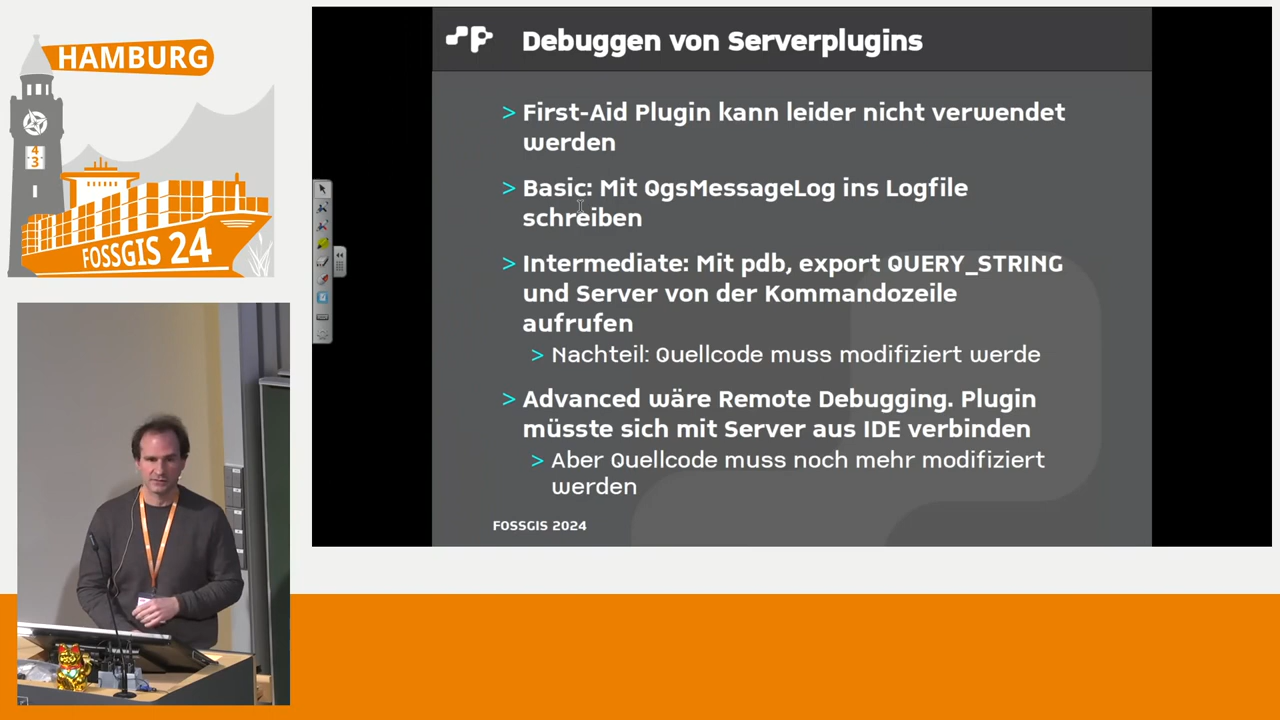 HAMBURG
4
3
FOSSGIS 24
Debuggen von Serverplugins
> First-Aid Plugin kann leider nicht verwendet
werden
> Basic: Mit QgsMessageLog ins Logfile
schreiben
> Intermediate: Mit pdb, export QUERY_STRING
und Server von der Kommandozeile
aufrufen
> Nachteil: Quellcode muss modifiziert werde
> Advanced wäre Remote Debugging. Plugin
müsste sich mit Server aus IDE verbinden
> Aber Quellcode muss noch mehr modifiziert
werden
FOSSGIS 2024